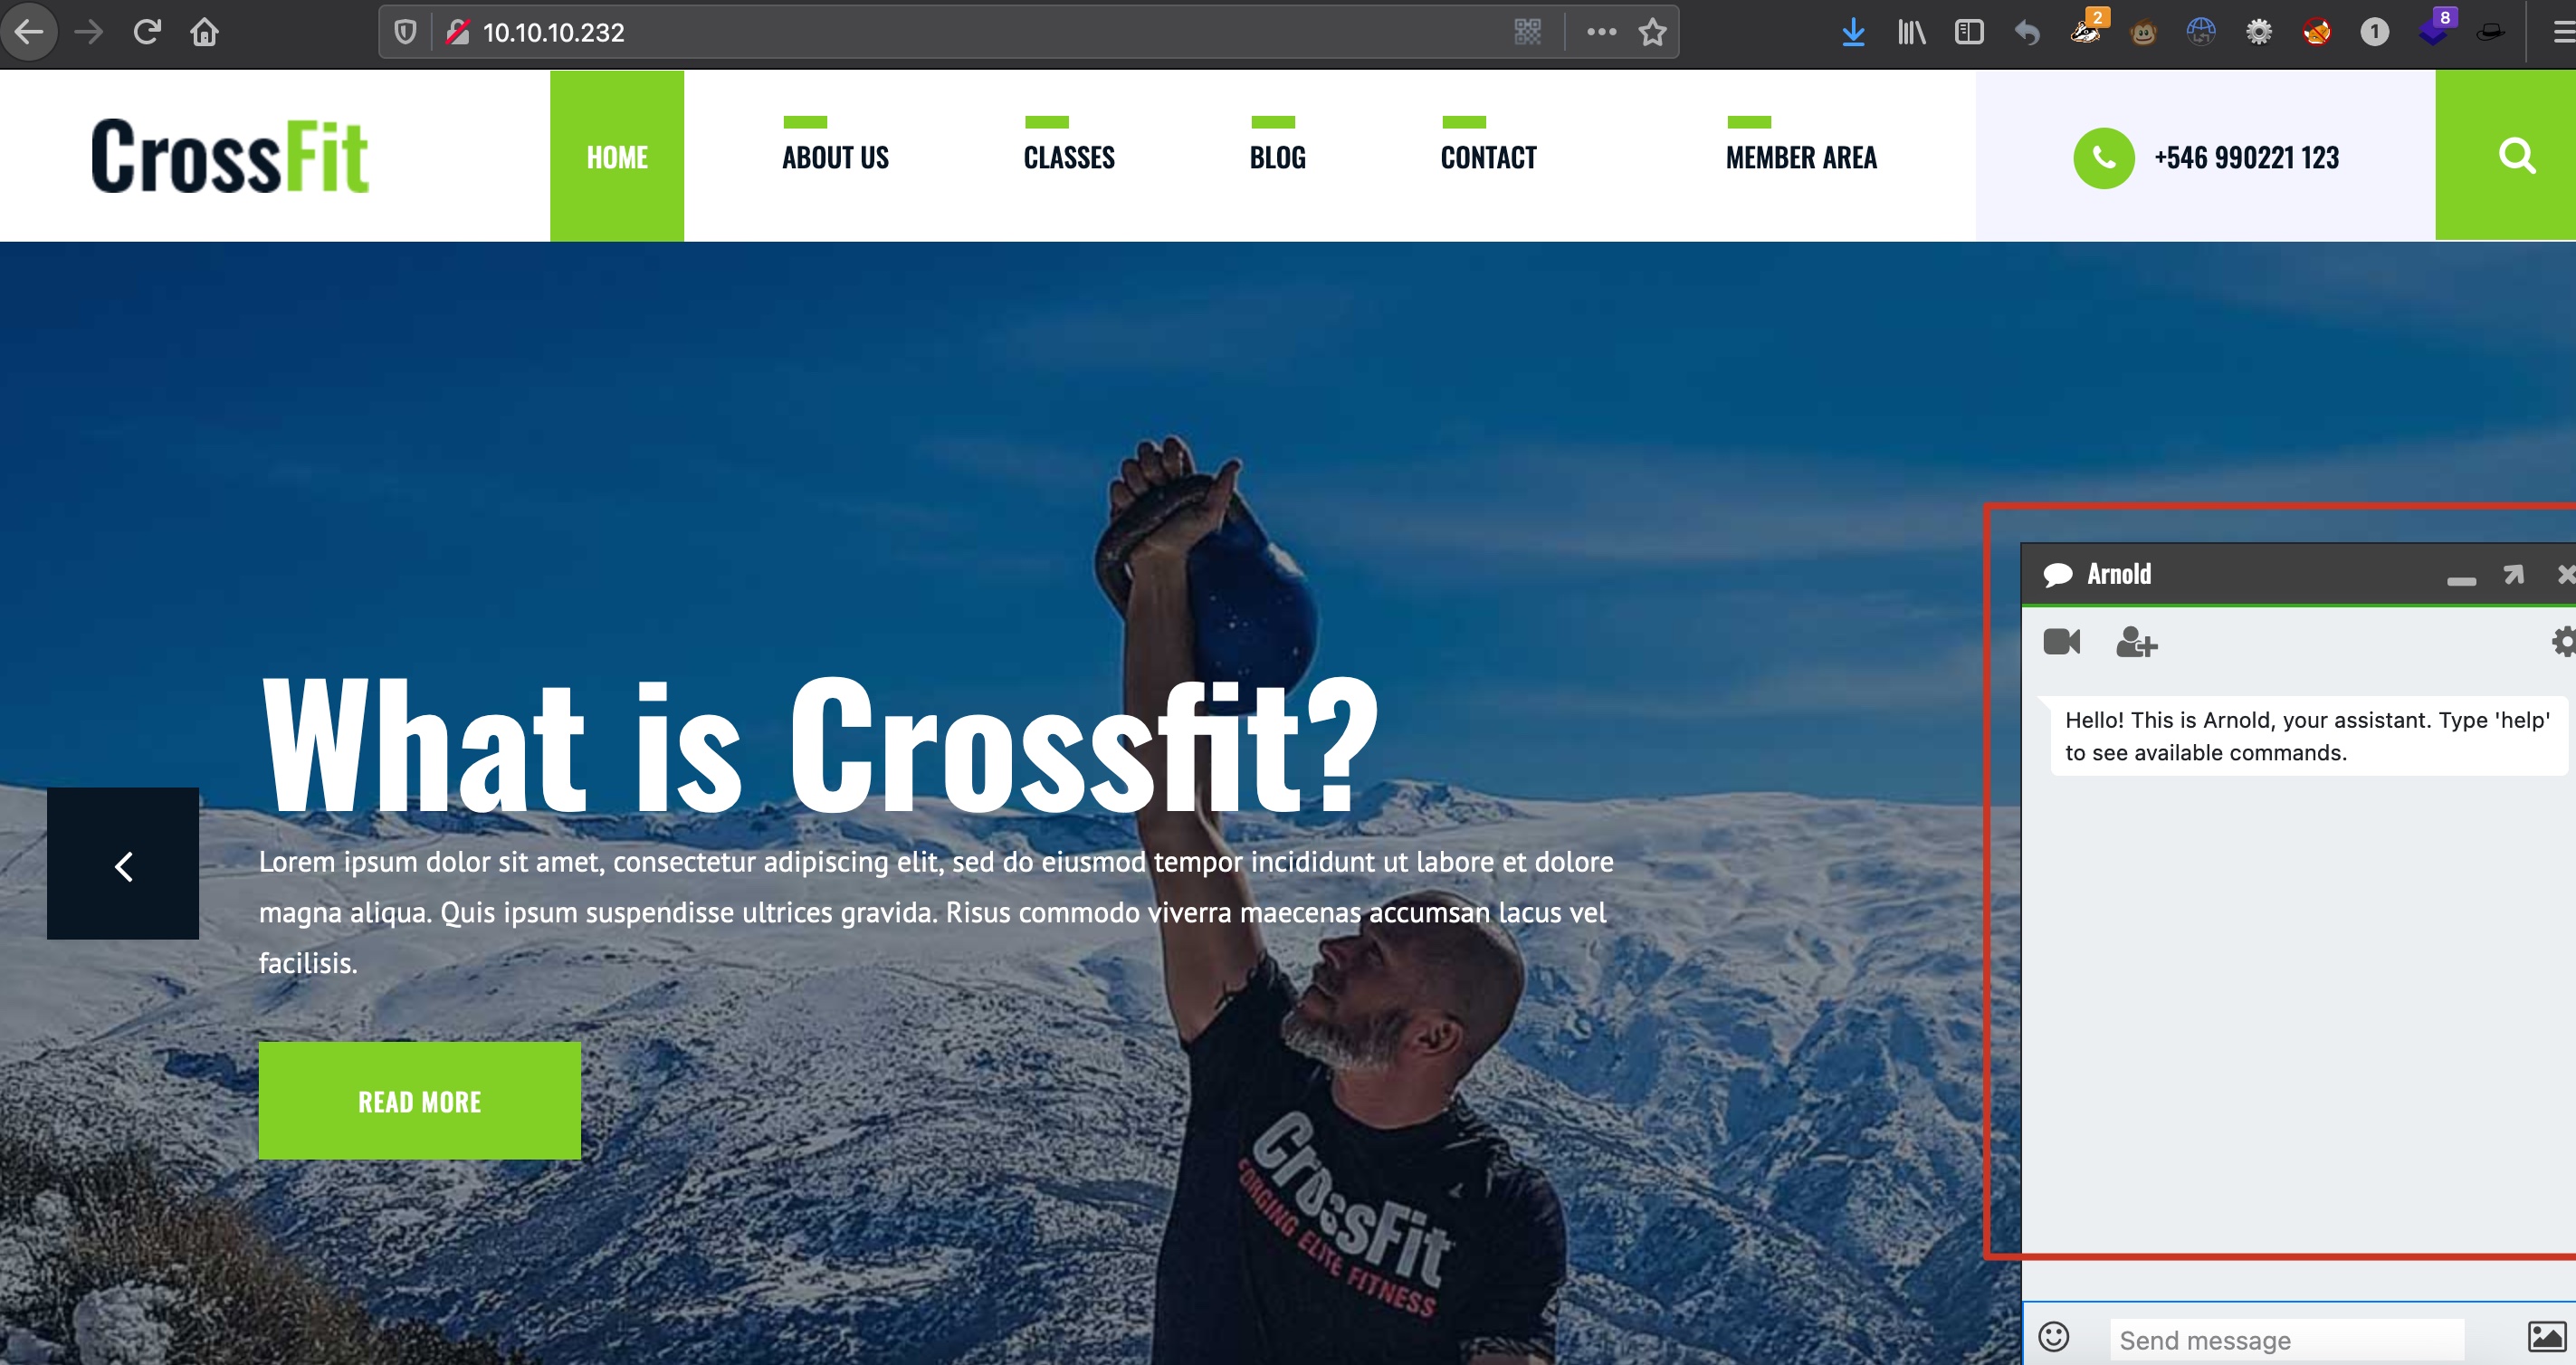 10.10.10.232
2
1
8
CrossFit
HOME
ABOUT US
CLASSES
BLOG
CONTACT
MEMBER AREA
+546 990221 123
What is Crossfit?
Lorem ipsum dolor sit amet, consectetur adipiscing elit, sed do eiusmod tempor incididunt ut labore et dolore
magna aliqua. Quis ipsum suspendisse ultrices gravida. Risus commodo viverra maecenas accumsan lacus vel
facilisis.
READ MORE
CrossFit
FORGING ELITE FITNESS
Arnold
Hello! This is Arnold, your assistant. Type 'help'
to see available commands.
Send message